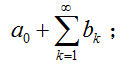 a₀ + ∑_{k=1}^{∞} b_k ;